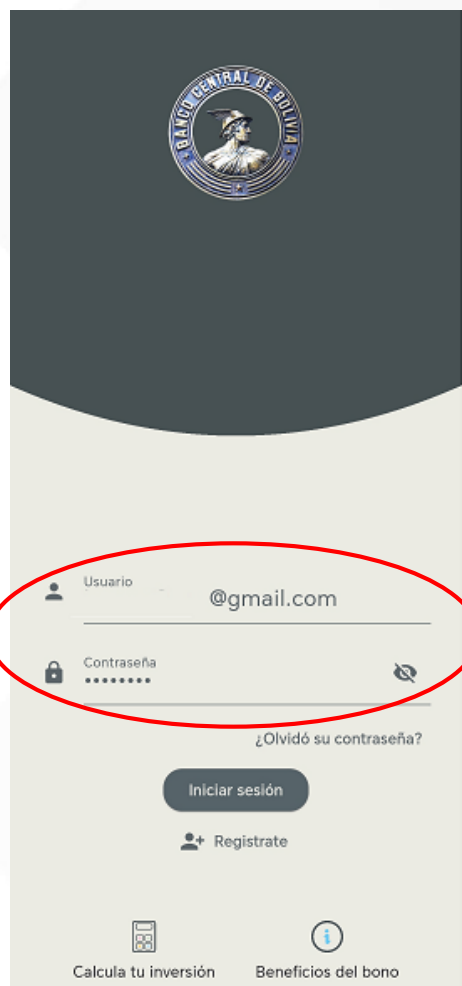 BANCO CENTRAL DE BOLIVIA
Usuario
@gmail.com
Contraseña
••••••••
¿Olvidó su contraseña?
Iniciar sesión
Registrate
Calcula tu inversión
Beneficios del bono